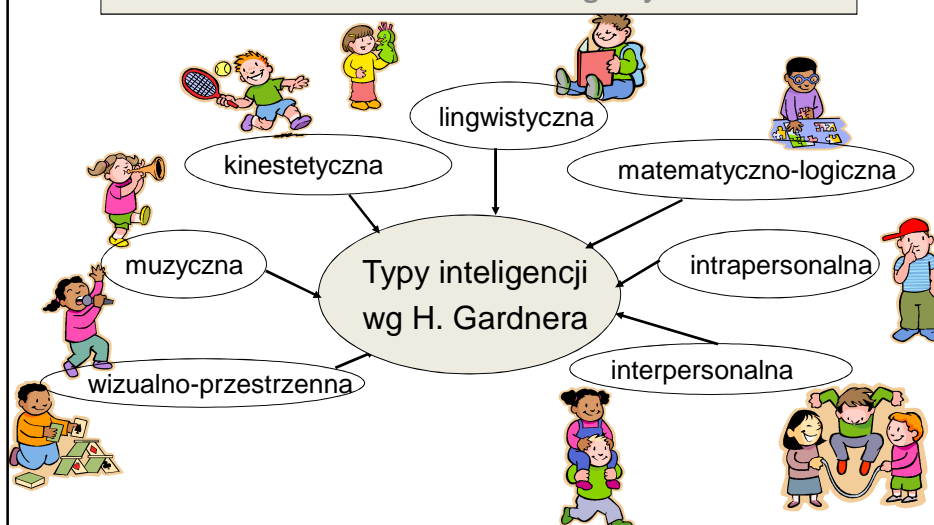 lingwistyczna
kinestetyczna
matematyczno-logiczna
muzyczna
intrapersonalna
Typy inteligencji
wg H. Gardnera
wizualno-przestrzenna
interpersonalna